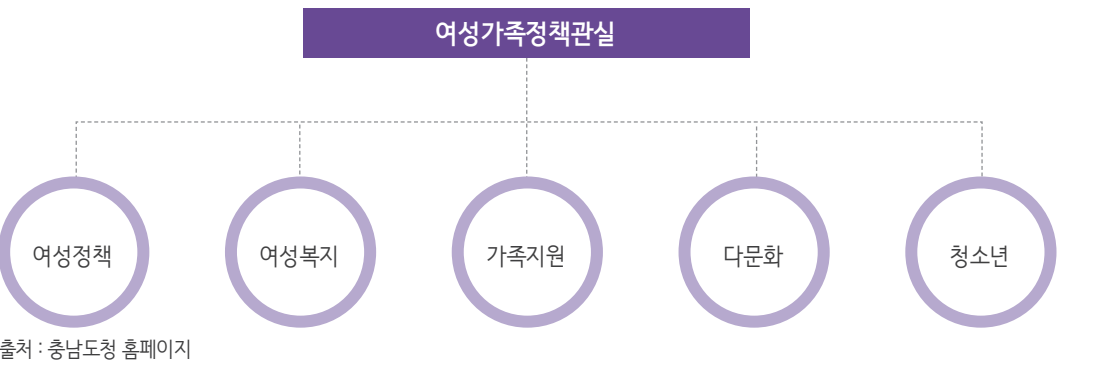 여성가족정책관실
여성정책
여성복지
가족지원
다문화
청소년
출처 : 충남도청 홈페이지